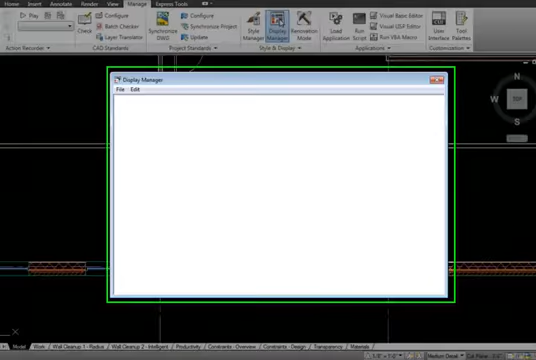 Home Insert Annotate Render View Manage Express Tools
Play
Configure
Batch Checker
Layer Translator
Check
Action Recorder
CAD Standards
Synchronize
DWG
Configure
Synchronize Project
Update
Project Standards
Style
Manager
Display
Manager
Renovation
Mode
Style & Display
Load
Application
Run
Script
Visual Basic Editor
Visual LISP Editor
Run VBA Macro
Applications
User
Interface
Tool
Palettes
Customization
Display Manager
File Edit
N
W
TOP
S
Model Work Wall Cleanup 1 - Radius Wall Cleanup 2 - Intelligent Productivity Constraints - Overview Constraints - Design Transparency Materials
Medium Detail